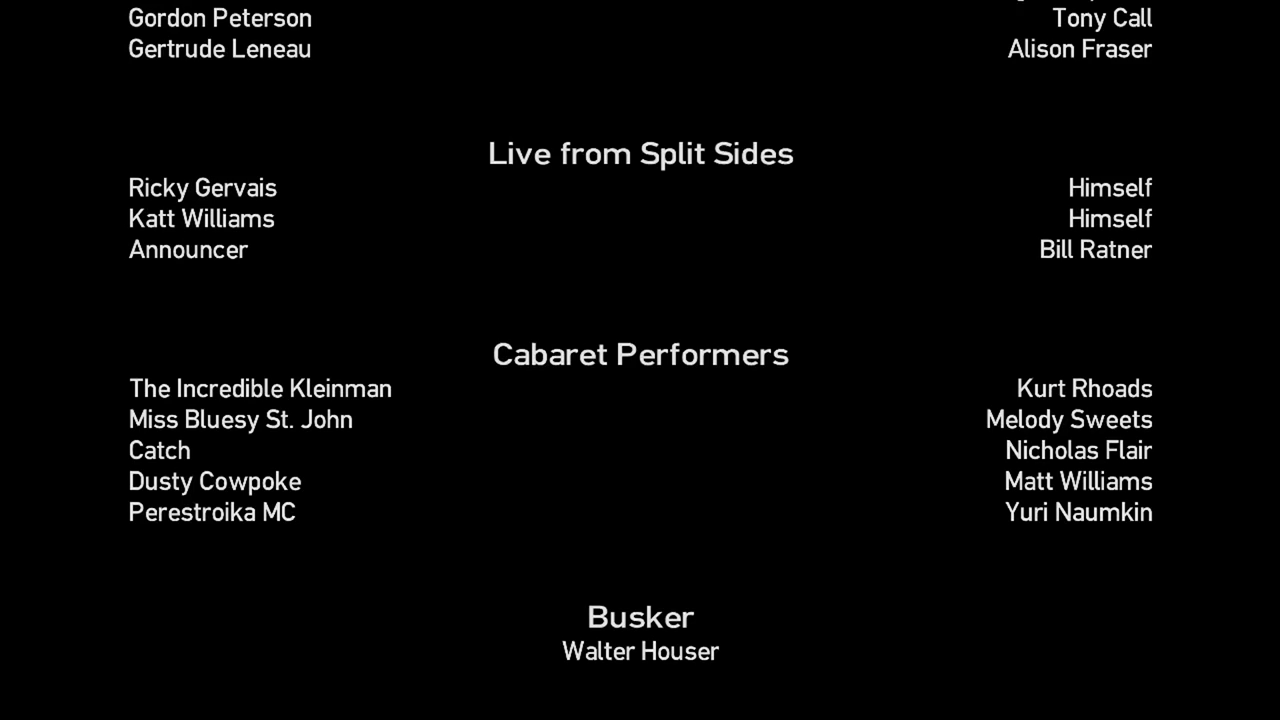 Gordon Peterson Tony Call
Gertrude Leneau Alison Fraser
Live from Split Sides
Ricky Gervais Himself
Katt Williams Himself
Announcer Bill Ratner
Cabaret Performers
The Incredible Kleinman Kurt Rhoads
Miss Bluesy St. John Melody Sweets
Catch Nicholas Flair
Dusty Cowpoke Matt Williams
Perestroika MC Yuri Naumkin
Busker
Walter Houser